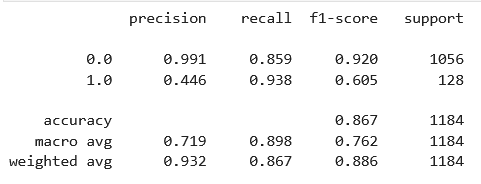 precision recall f1-score support
0.0 0.991 0.859 0.920 1056
1.0 0.446 0.938 0.605 128
accuracy 0.867 1184
macro avg 0.719 0.898 0.762 1184
weighted avg 0.932 0.867 0.886 1184